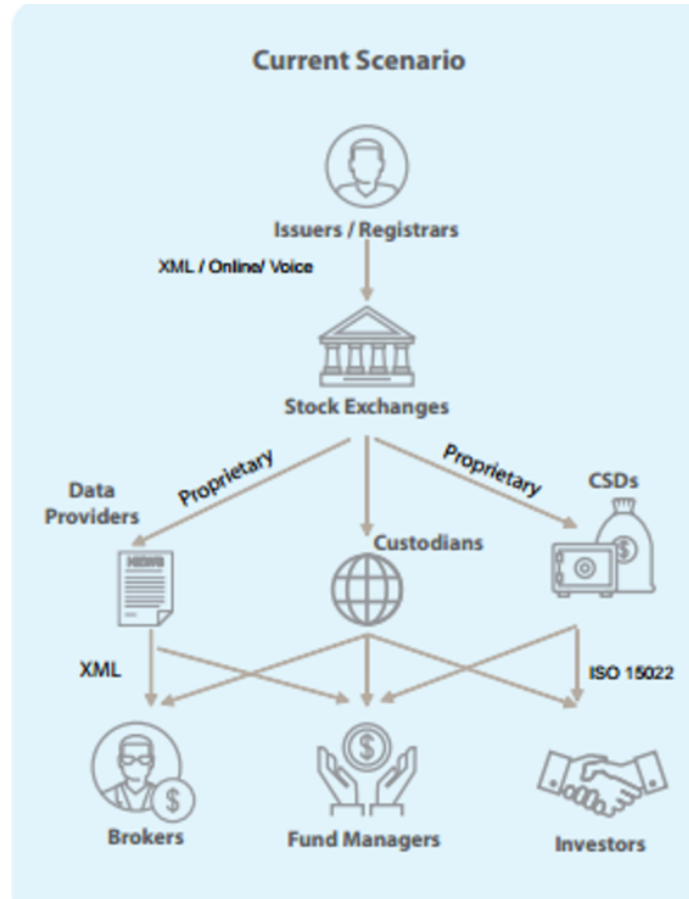 Current Scenario
Issuers / Registrars
XML / Online/ Voice
Stock Exchanges
Proprietary
Proprietary
Data
Providers
CSDs
Custodians
NEWS
$
XML
ISO 15022
$
$
Brokers
Fund Managers
Investors